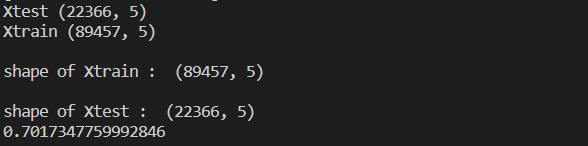 Xtest (22366, 5)
Xtrain (89457, 5)
shape of Xtrain :  (89457, 5)
shape of Xtest :  (22366, 5)
0.7017347759992846